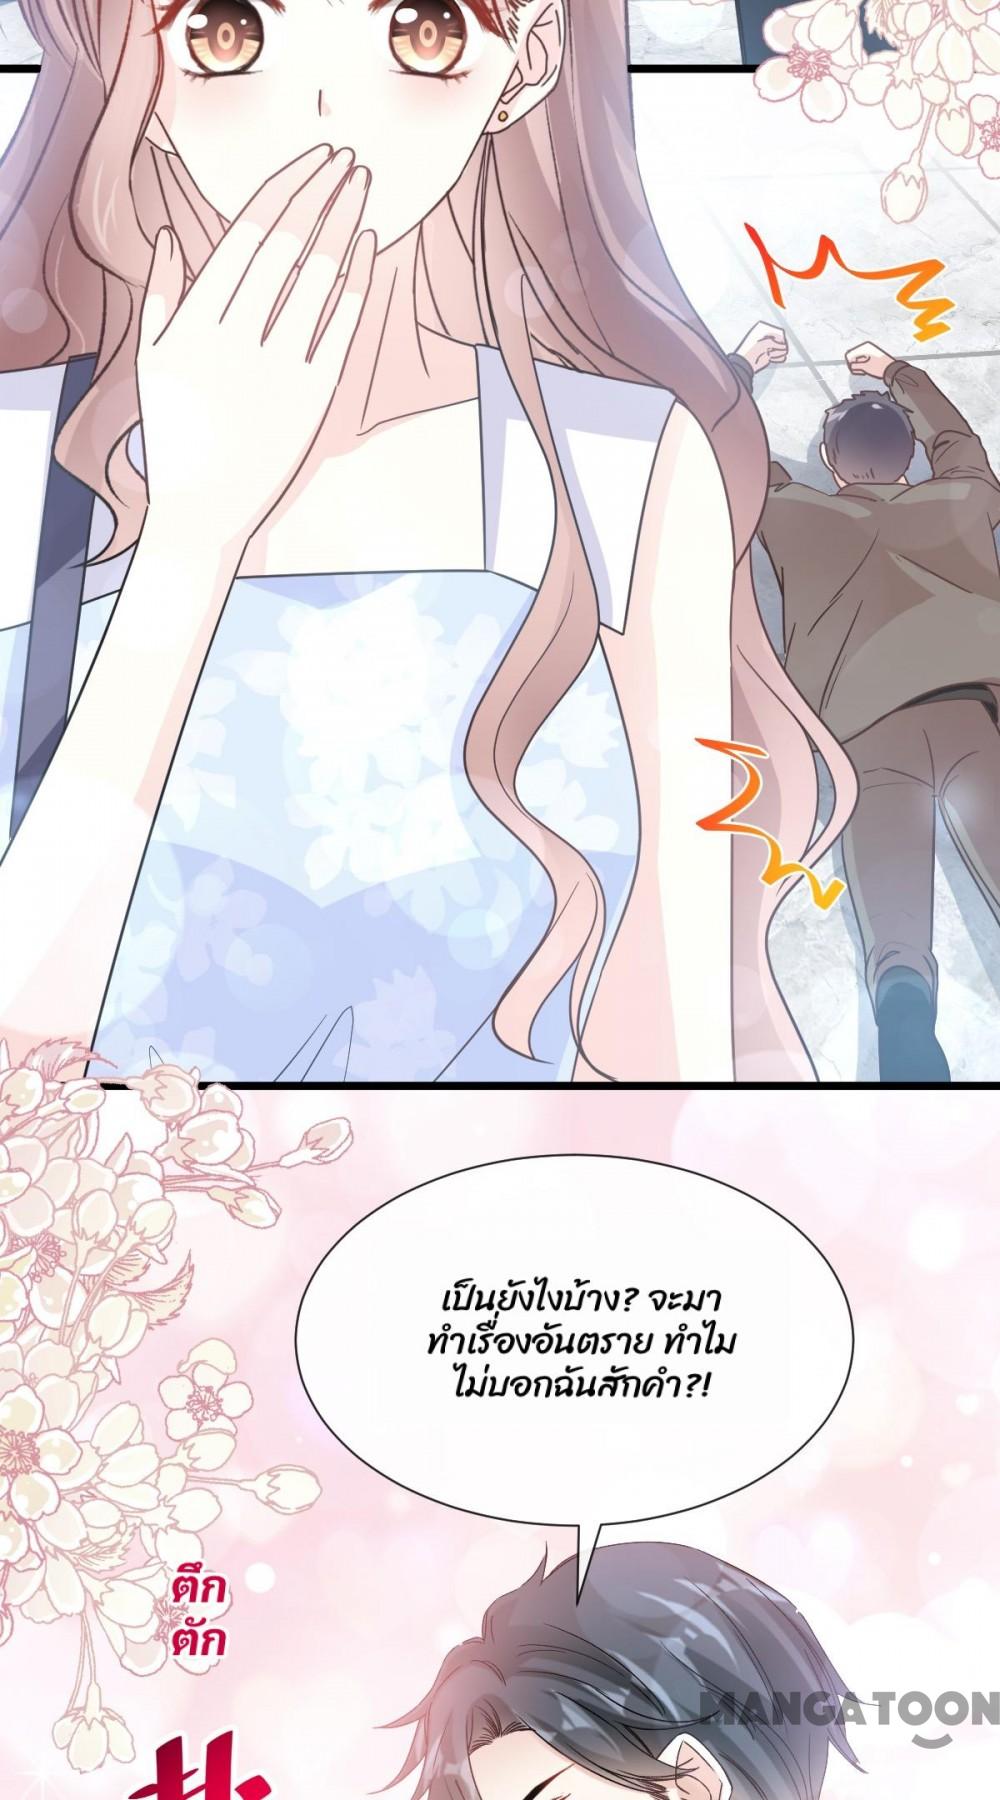 เป็นยังไงบ้าง? จะมา
ทำเรื่องอันตราย ทำไม
ไม่บอกฉันสักคำ?!
ตึก
ตัก
MANGATOON